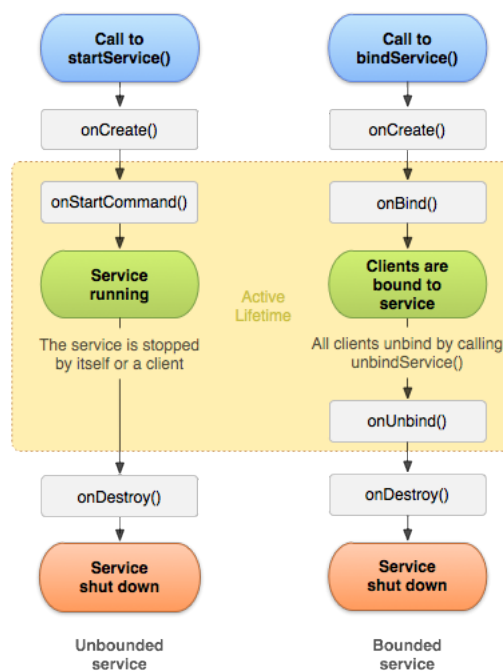 Call to
startService()
onCreate()
onStartCommand()
Service
running
The service is stopped
by itself or a client
onDestroy()
Service
shut down
Unbounded
service
Active
Lifetime
Call to
bindService()
onCreate()
onBind()
Clients are
bound to
service
All clients unbind by calling
unbindService()
onUnbind()
onDestroy()
Service
shut down
Bounded
service